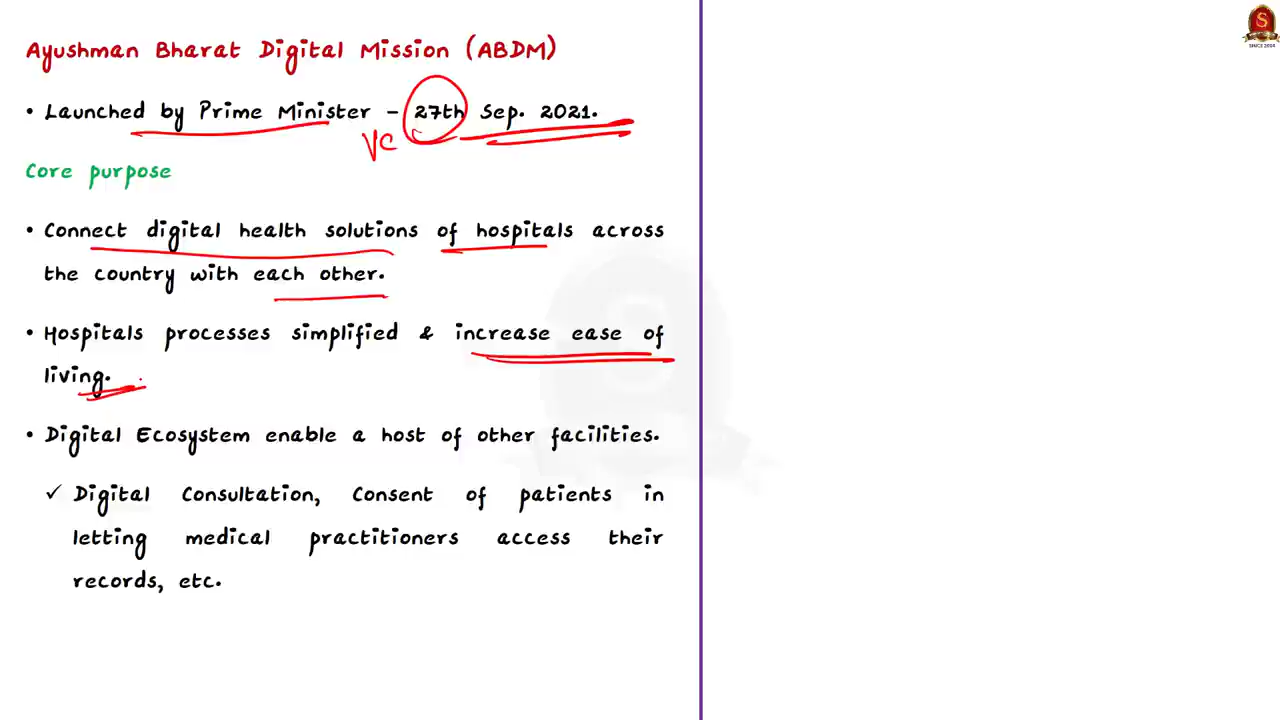 Ayushman Bharat Digital Mission (ABDM)
• Launched by Prime Minister - 27th Sep. 2021.
VC
Core purpose
• Connect digital health solutions of hospitals across
the country with each other.
• Hospitals processes simplified & increase ease of
living.
• Digital Ecosystem enable a host of other facilities.
✓ Digital Consultation, Consent of patients in
letting medical practitioners access their
records, etc.
S
SINCE 2004